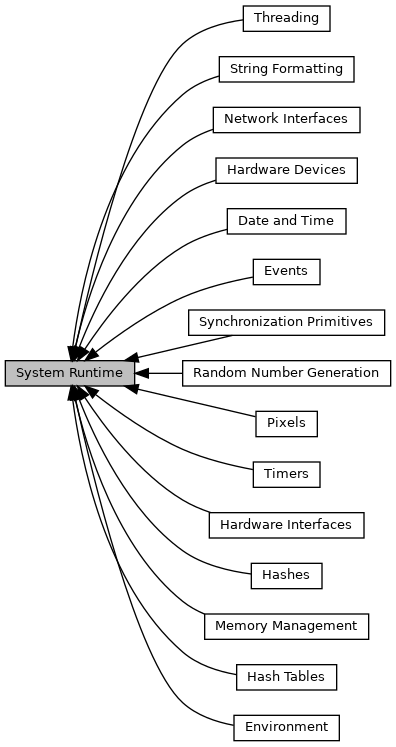 Threading
String Formatting
Network Interfaces
Hardware Devices
Date and Time
Events
Synchronization Primitives
System Runtime
Random Number Generation
Pixels
Timers
Hardware Interfaces
Hashes
Memory Management
Hash Tables
Environment